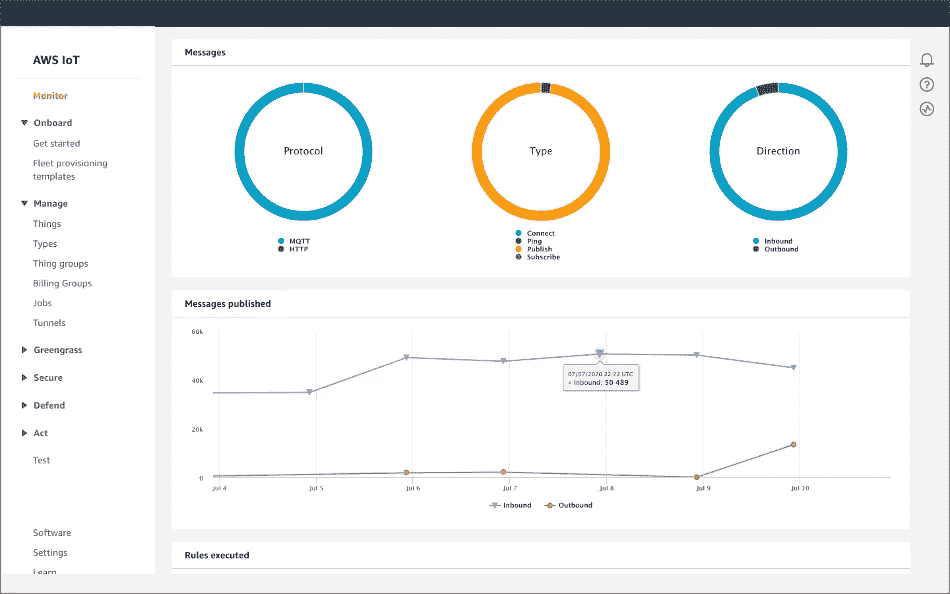 AWS IoT
Monitor
Onboard
Get started
Fleet provisioning
templates
Manage
Things
Types
Thing groups
Billing Groups
Jobs
Tunnels
Greengrass
Secure
Defend
Act
Test
Software
Settings
Learn
Messages
Protocol
MQTT
HTTP
Type
Connect
Ping
Publish
Subscribe
Direction
Inbound
Outbound
Messages published
60k
40k
20k
0
07/07/2020 22:22 UTC
Inbound: 50 489
Jul 4
Jul 5
Jul 6
Jul 7
Jul 8
Jul 9
Jul 10
Inbound
Outbound
Rules executed